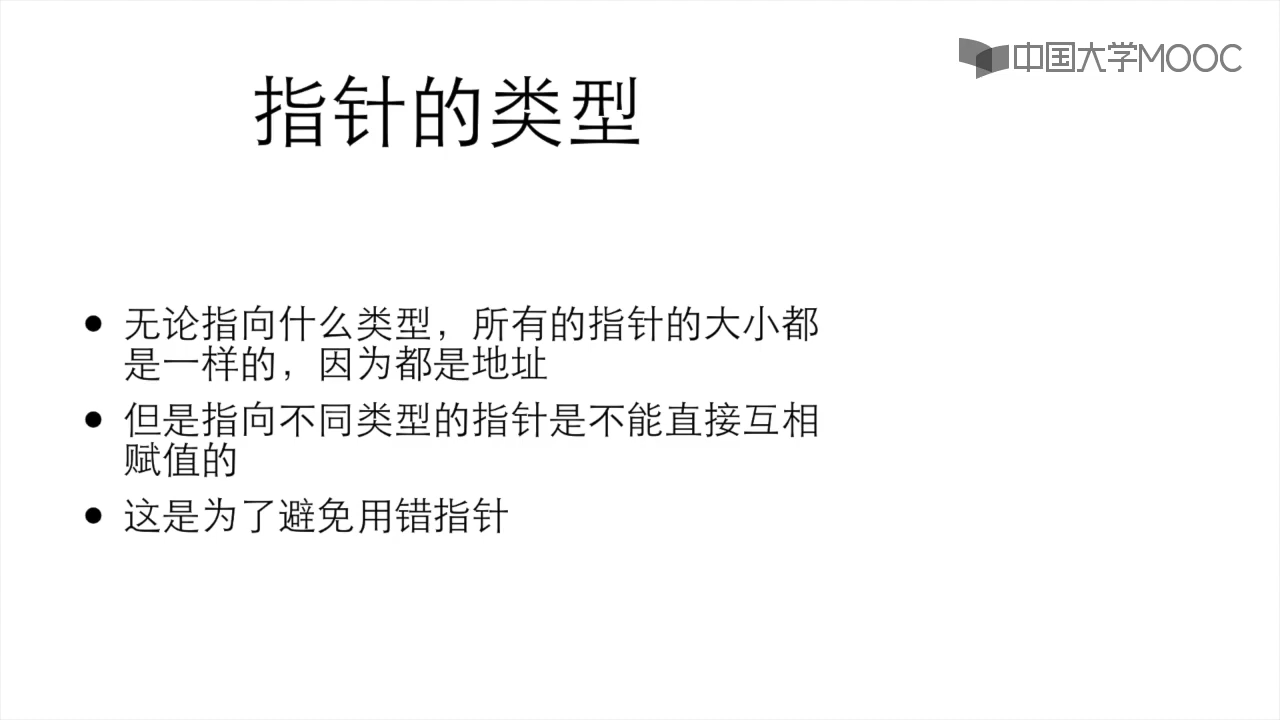 中国大学MOOC
指针的类型
无论指向什么类型，所有的指针的大小都
是一样的，因为都是地址
但是指向不同类型的指针是不能直接互相
赋值的
这是为了避免用错指针